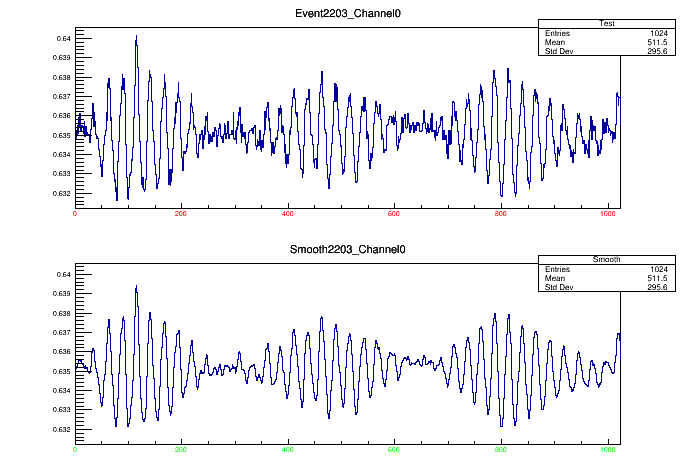 Event2203_Channel0
Test
Entries 1024
Mean 511.5
Std Dev 295.6
0.64
0.639
0.638
0.637
0.636
0.635
0.634
0.633
0.632
0 200 400 600 800 1000
Smooth2203_Channel0
Smooth
Entries 1024
Mean 511.5
Std Dev 295.6
0.64
0.639
0.638
0.637
0.636
0.635
0.634
0.633
0.632
0 200 400 600 800 1000